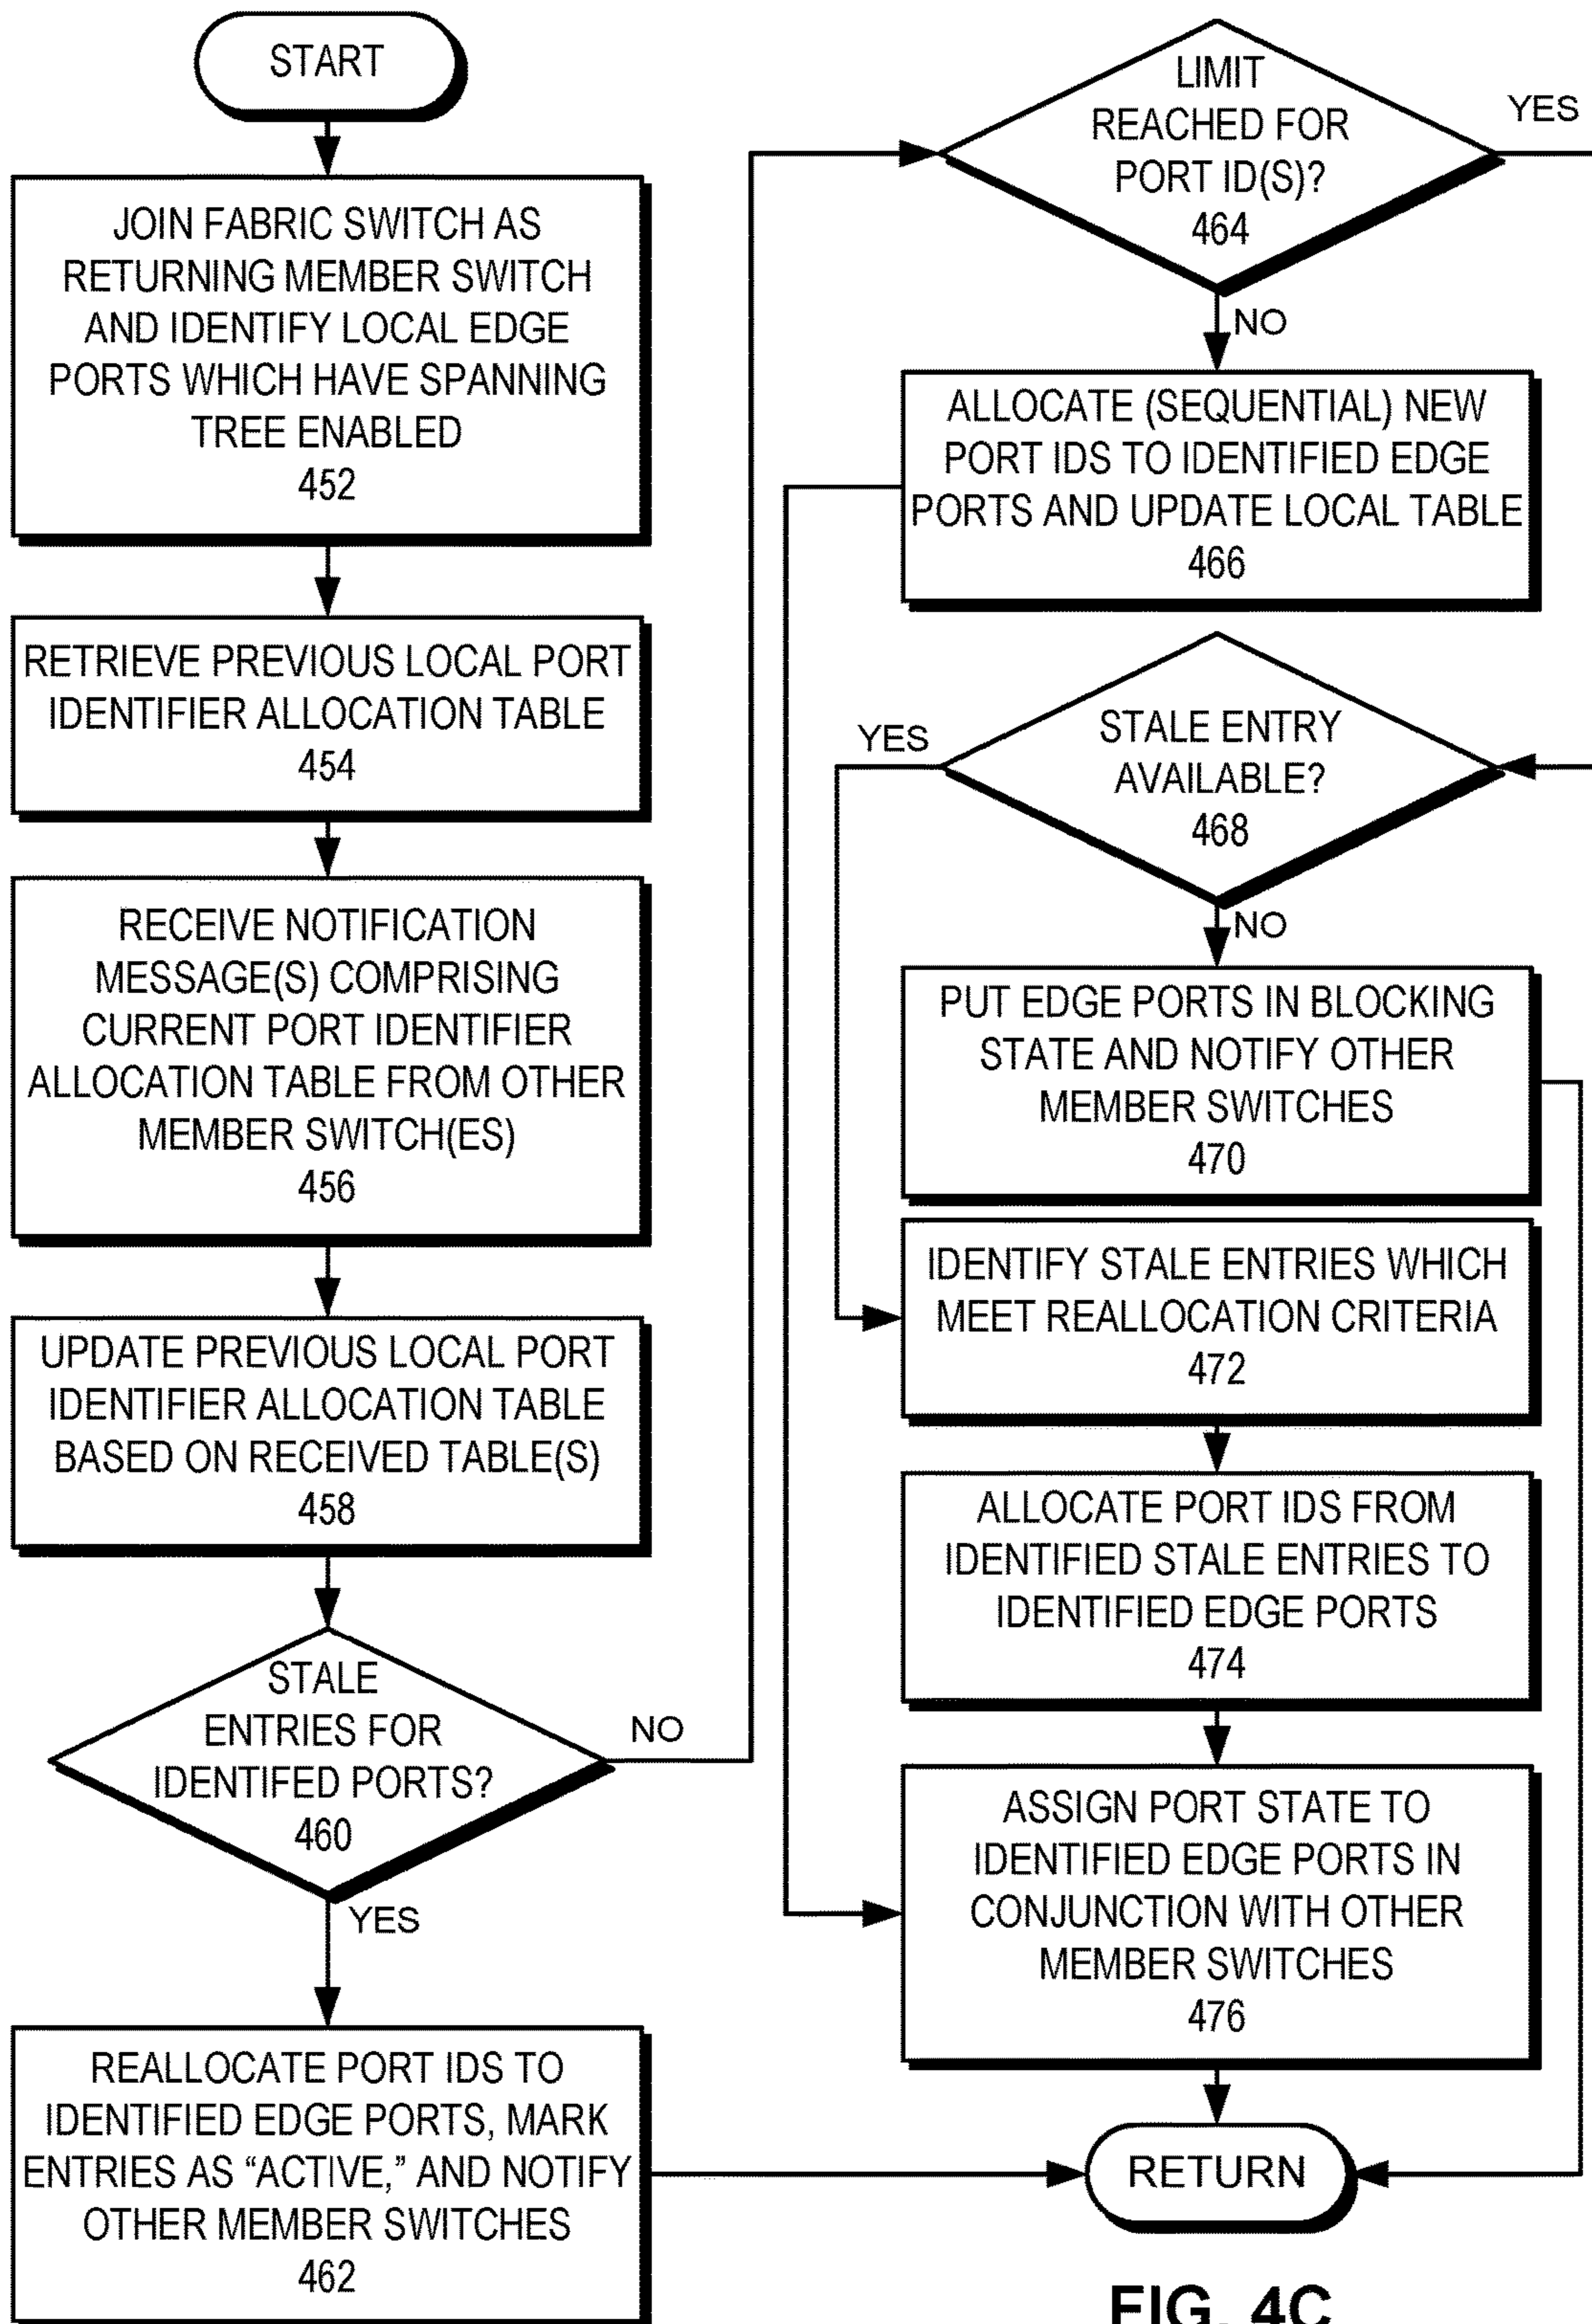 START
JOIN FABRIC SWITCH AS
RETURNING MEMBER SWITCH
AND IDENTIFY LOCAL EDGE
PORTS WHICH HAVE SPANNING
TREE ENABLED
452
RETRIEVE PREVIOUS LOCAL PORT
IDENTIFIER ALLOCATION TABLE
454
RECEIVE NOTIFICATION
MESSAGE(S) COMPRISING
CURRENT PORT IDENTIFIER
ALLOCATION TABLE FROM OTHER
MEMBER SWITCH(ES)
456
UPDATE PREVIOUS LOCAL PORT
IDENTIFIER ALLOCATION TABLE
BASED ON RECEIVED TABLE(S)
458
STALE
ENTRIES FOR
IDENTIFED PORTS?
460
NO
YES
REALLOCATE PORT IDS TO
IDENTIFIED EDGE PORTS, MARK
ENTRIES AS “ACTIVE,” AND NOTIFY
OTHER MEMBER SWITCHES
462
LIMIT
REACHED FOR
PORT ID(S)?
464
YES
NO
ALLOCATE (SEQUENTIAL) NEW
PORT IDS TO IDENTIFIED EDGE
PORTS AND UPDATE LOCAL TABLE
466
STALE ENTRY
AVAILABLE?
468
YES
NO
PUT EDGE PORTS IN BLOCKING
STATE AND NOTIFY OTHER
MEMBER SWITCHES
470
IDENTIFY STALE ENTRIES WHICH
MEET REALLOCATION CRITERIA
472
ALLOCATE PORT IDS FROM
IDENTIFIED STALE ENTRIES TO
IDENTIFIED EDGE PORTS
474
ASSIGN PORT STATE TO
IDENTIFIED EDGE PORTS IN
CONJUNCTION WITH OTHER
MEMBER SWITCHES
476
RETURN
FIG. 4C